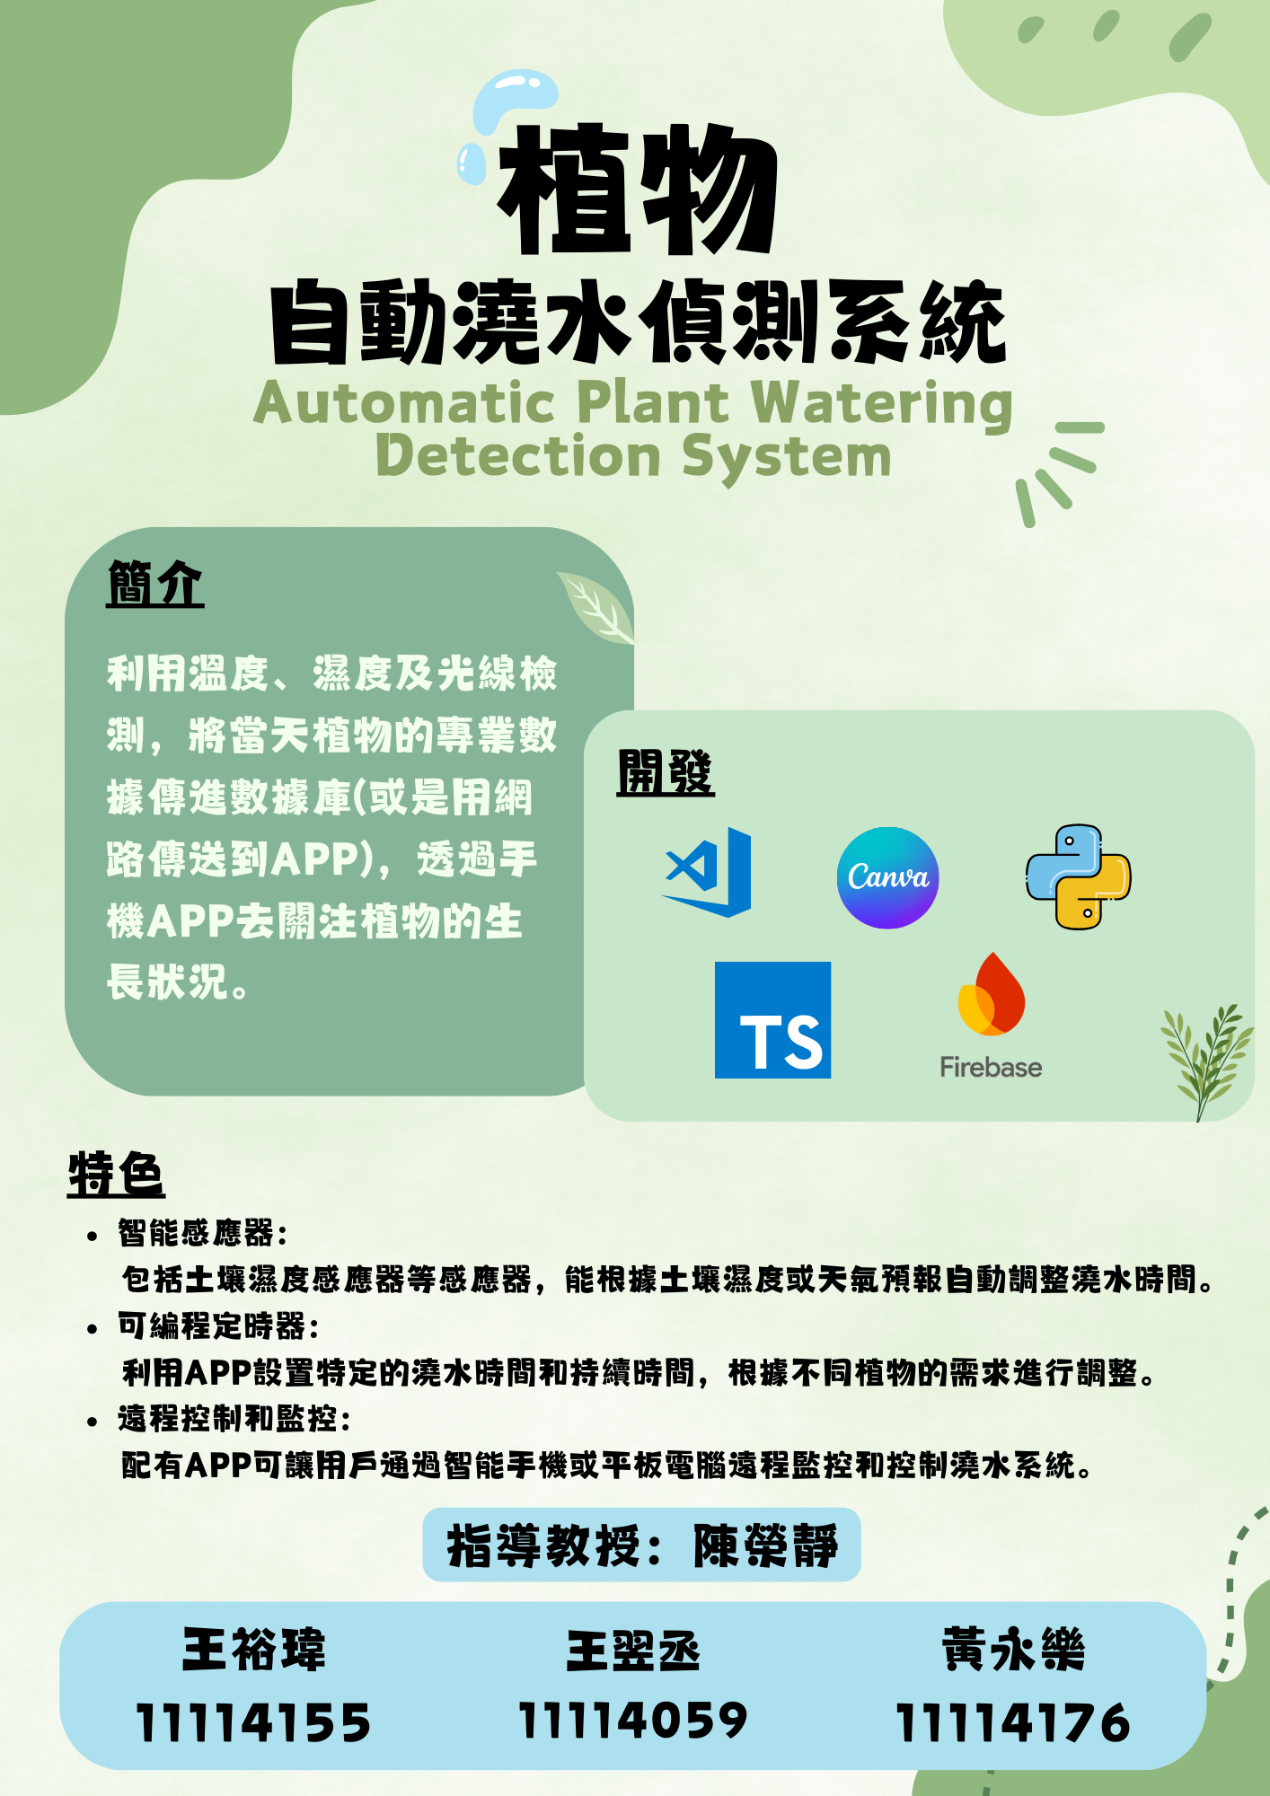 植物
自動澆水偵測系統
Automatic Plant Watering
Detection System
簡介
利用溫度、濕度及光線檢
測，將當天植物的專業數
據傳進數據庫(或是用網
路傳送到APP)，透過手
機APP去關注植物的生
長狀況。
開發
Canva
TS
Firebase
特色
• 智能感應器：
包括土壤濕度感應器等感應器，能根據土壤濕度或天氣預報自動調整澆水時間。
• 可編程定時器：
利用APP設置特定的澆水時間和持續時間，根據不同植物的需求進行調整。
• 遠程控制和監控：
配有APP可讓用戶通過智能手機或平板電腦遠程監控和控制澆水系統。
指導教授：陳榮靜
王裕瑋
11114155
王翌丞
11114059
黃永樂
11114176